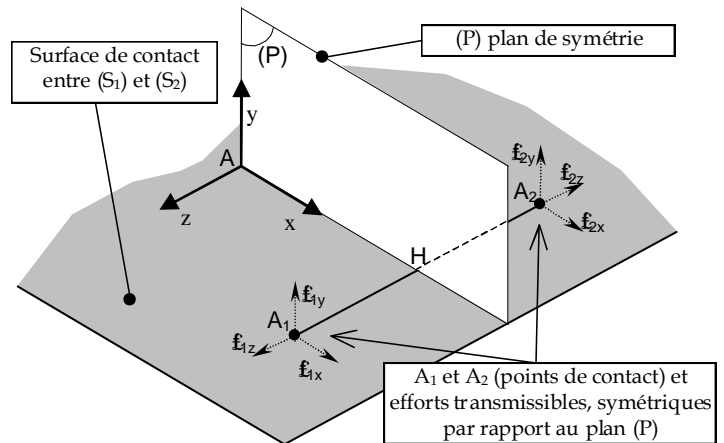 (P) plan de symétrie
Surface de contact
entre (S₁) et (S₂)
(P)
y
A
z
x
f₂y
f₂z
A₂
f₂x
H
f₁y
A₁
f₁z
f₁x
A₁ et A₂ (points de contact) et
efforts transmissibles, symétriques
par rapport au plan (P)